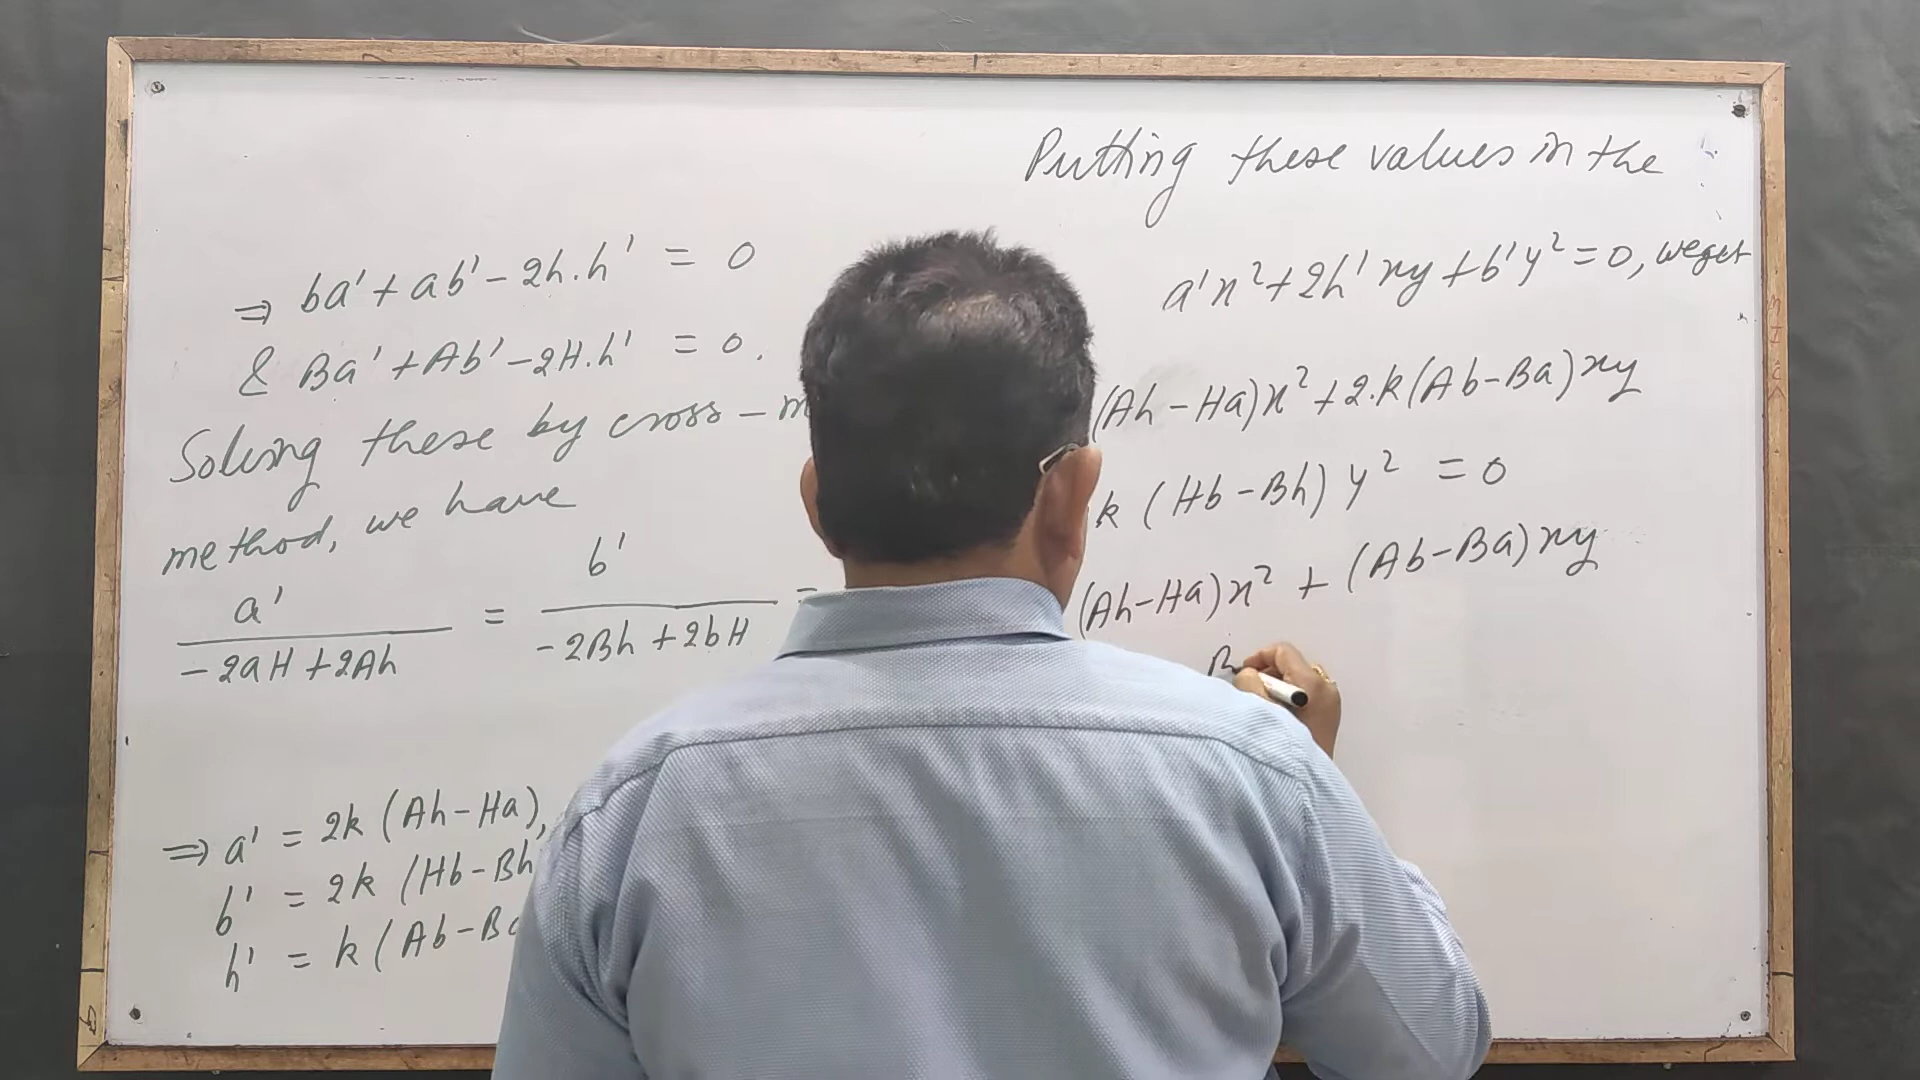 ⇒ ba' + ab' - 2h.h' = 0
& Ba' + Ab' - 2H.h' = 0.
Solving these by cross-m
method, we have
a' / (-2aH + 2Ah) = b' / (-2Bh + 2bH) =
⇒ a' = 2k (Ah-Ha),
b' = 2k (Hb-Bh
h' = k (Ab-Ba
Putting these values in the
a'x² + 2h'xy + b'y² = 0, we get
(Ah-Ha)x² + 2.k(Ab-Ba)xy
k (Hb-Bh) y² = 0
(Ah-Ha)x² + (Ab-Ba)xy